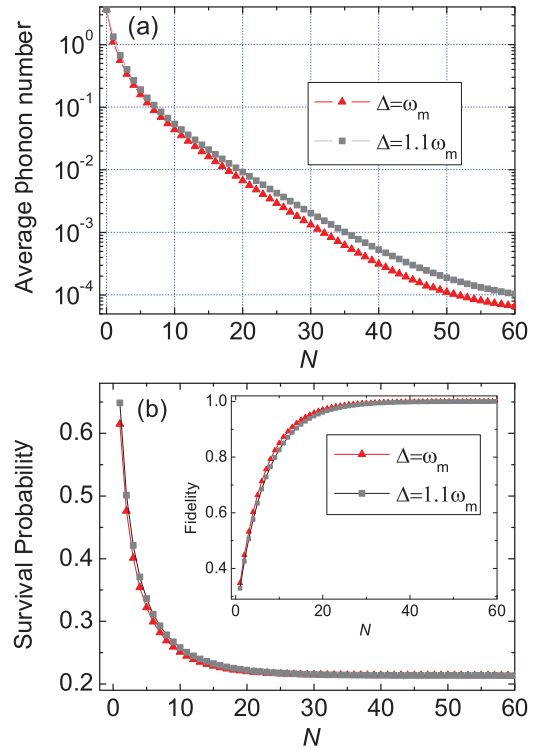 (a)
Average phonon number
10⁰
10⁻¹
10⁻²
10⁻³
10⁻⁴
Δ=ω_m
Δ=1.1ω_m
0 10 20 30 40 50 60
N
(b)
Survival Probability
0.6
0.5
0.4
0.3
0.2
0 10 20 30 40 50 60
N
Fidelity
1.0
0.8
0.6
0.4
0 20 40 60
N
Δ=ω_m
Δ=1.1ω_m